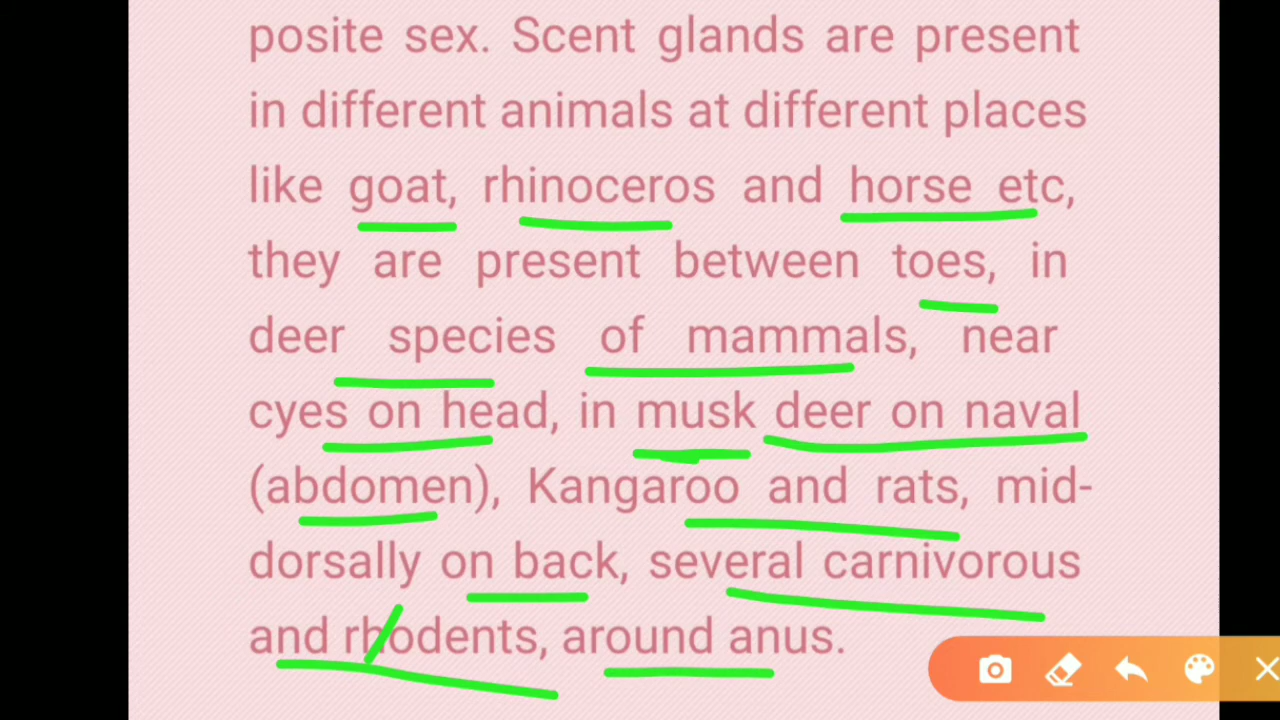 posite sex. Scent glands are present
in different animals at different places
like goat, rhinoceros and horse etc,
they are present between toes, in
deer species of mammals, near
cyes on head, in musk deer on naval
(abdomen), Kangaroo and rats, mid-
dorsally on back, several carnivorous
and rhodents, around anus.